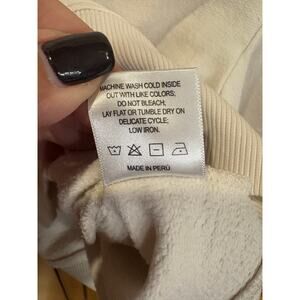 MACHINE WASH COLD INSIDE
OUT WITH LIKE COLORS;
DO NOT BLEACH;
LAY FLAT OR TUMBLE DRY ON
DELICATE CYCLE;
LOW IRON.
MADE IN PERÚ